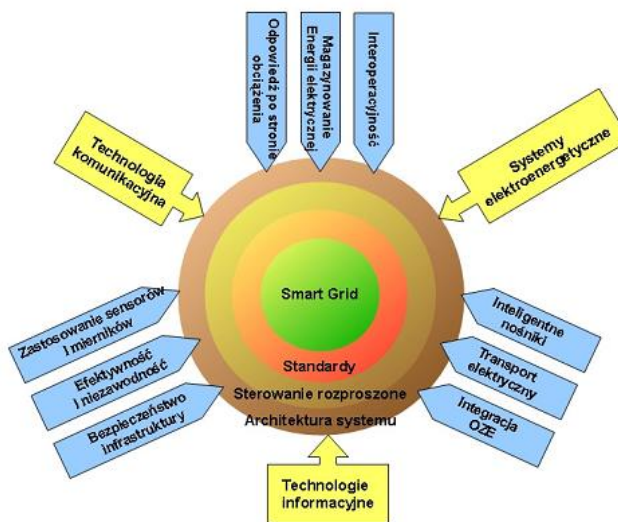 Odpowiedź po stronie
obciążenia
Magazynowanie
Energii elektrycznej
Interoperacyjność
Technologia
komunikacyjna
Systemy
elektroenergetyczne
Smart Grid
Standardy
Sterowanie rozproszone
Architektura systemu
Zastosowanie sensorów
I mierników
Efektywność
I niezawodność
Bezpieczeństwo
infrastruktury
Inteligentne
nośniki
Transport
elektryczny
Integracja
OZE
Technologie
informacyjne